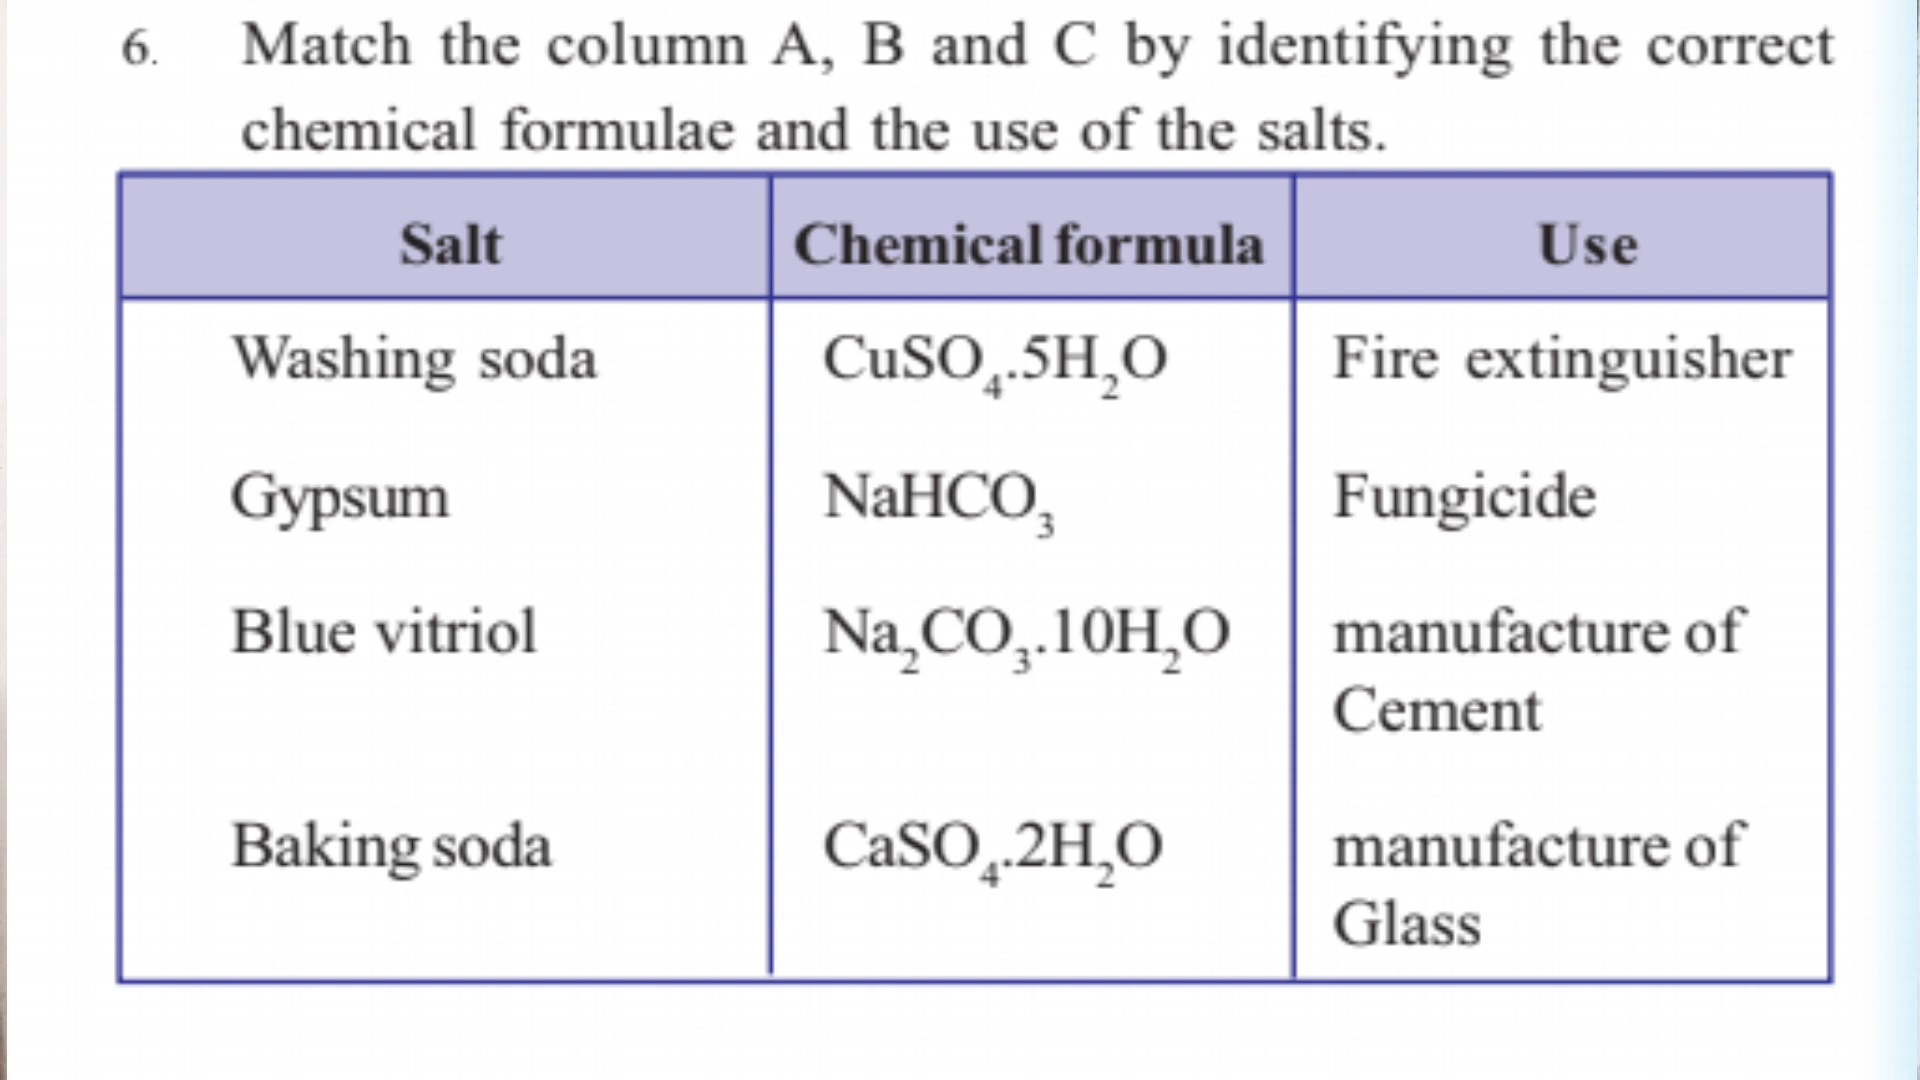 6. Match the column A, B and C by identifying the correct
chemical formulae and the use of the salts.
Salt Chemical formula Use
Washing soda CuSO₄.5H₂O Fire extinguisher
Gypsum NaHCO₃ Fungicide
Blue vitriol Na₂CO₃.10H₂O manufacture of
Cement
Baking soda CaSO₄.2H₂O manufacture of
Glass